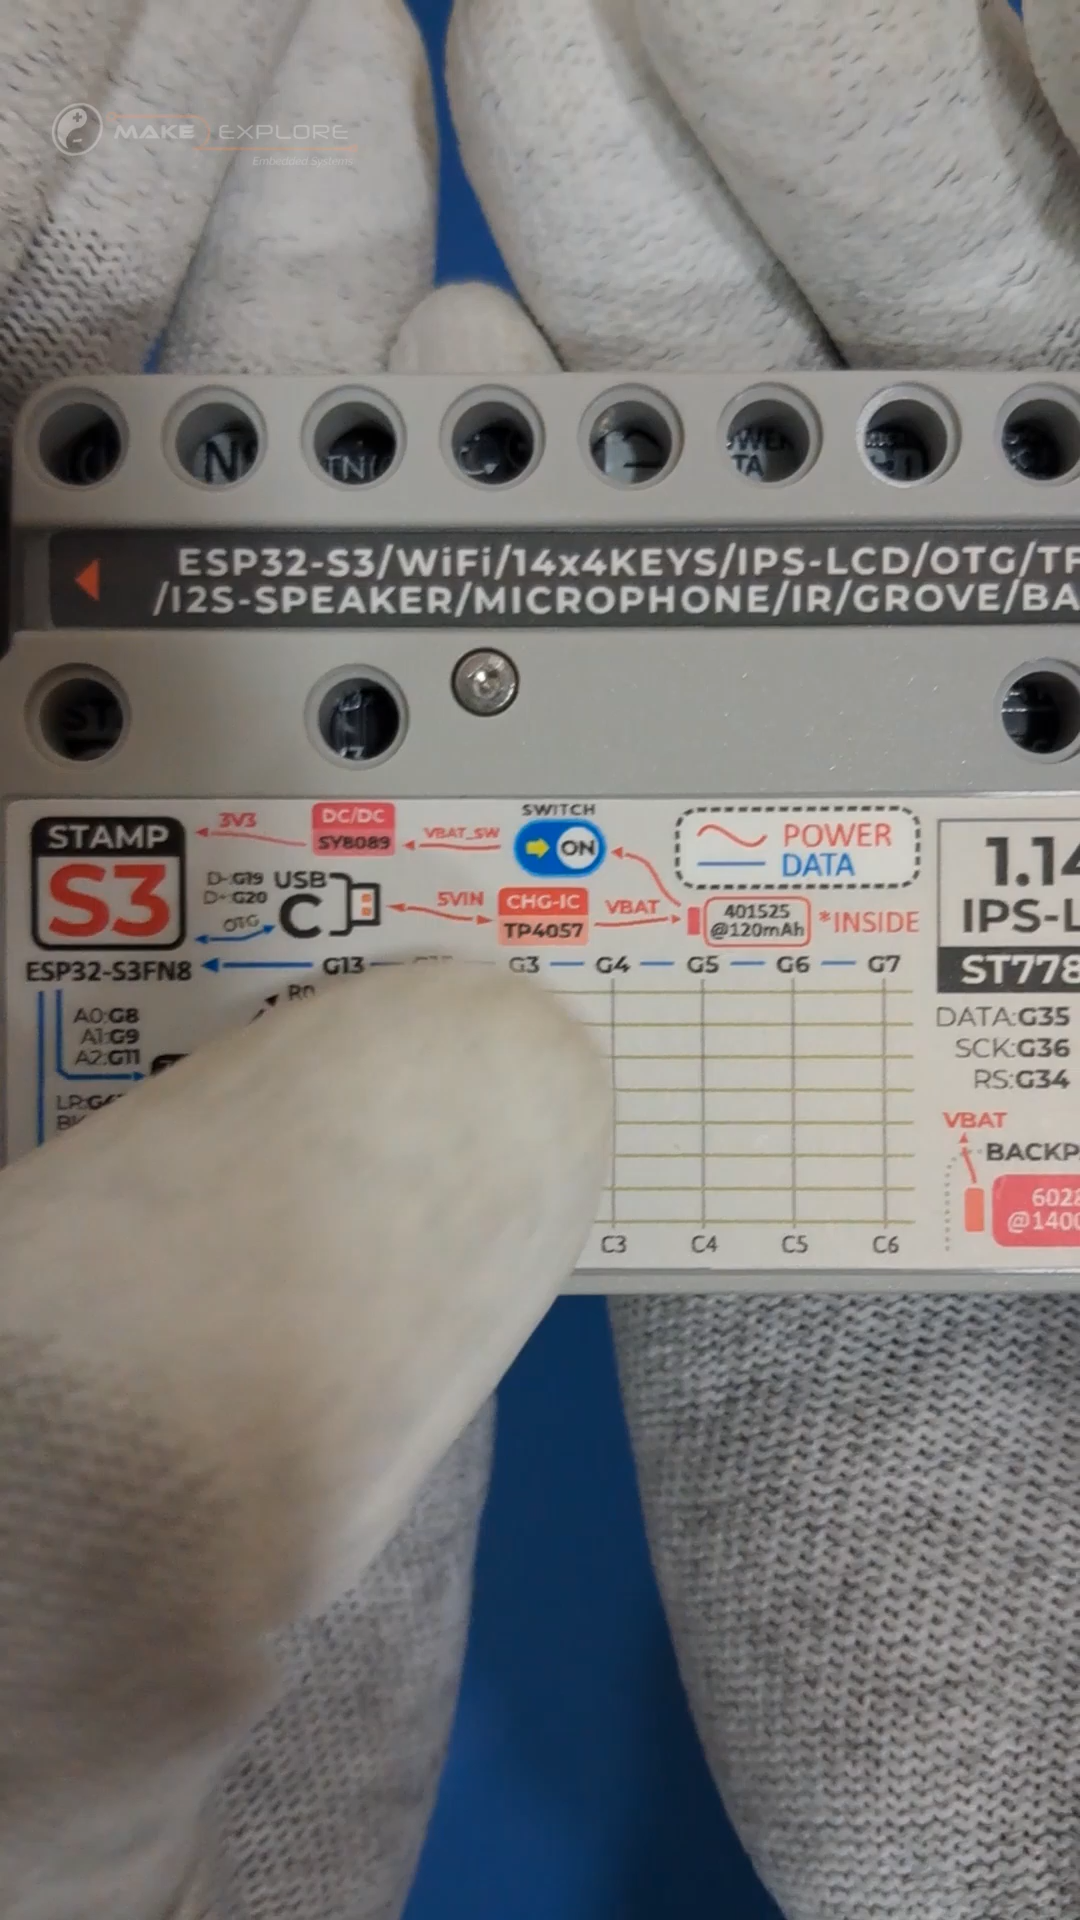 MAKE EXPLORE
Embedded Systems
ESP32-S3/WiFi/14x4KEYS/IPS-LCD/OTG/TF
/I2S-SPEAKER/MICROPHONE/IR/GROVE/BA
STAMP
S3
3V3
DC/DC
SY8089
VBAT_SW
SWITCH
ON
POWER
DATA
D-:G19
D-:G20
OTG
USB
C
5VIN
CHG-IC
TP4057
VBAT
401525
@120mAh
*INSIDE
1.14
IPS-L
ST778
ESP32-S3FN8
G13
G3
G4
G5
G6
G7
A0:G8
A1:G9
A2:G11
DATA:G35
SCK:G36
RS:G34
VBAT
BACKP
6028
@1400
C3
C4
C5
C6